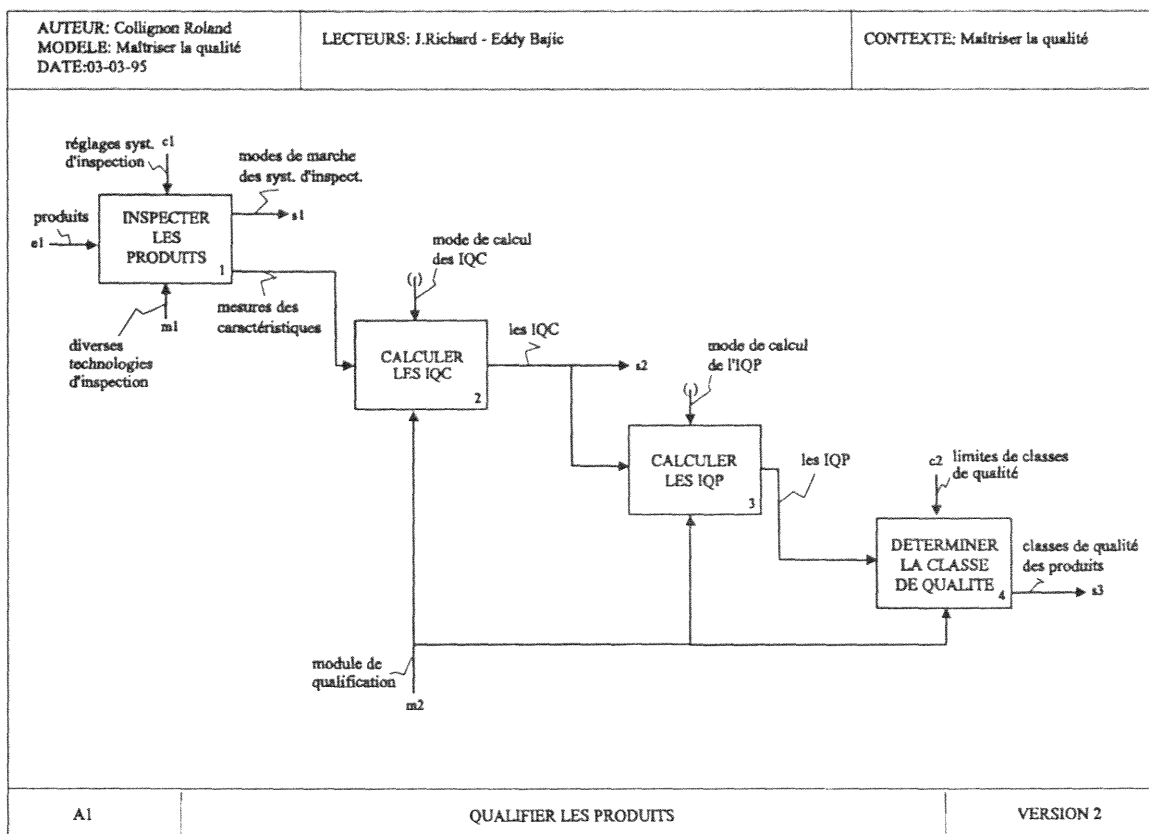 AUTEUR: Collignon Roland
MODELE: Maîtriser la qualité
DATE:03-03-95
LECTEURS: J.Richard - Eddy Bajic
CONTEXTE: Maîtriser la qualité
réglages syst.
d'inspection
c1
modes de marche
des syst. d'inspect.
s1
produits
e1
INSPECTER
LES
PRODUITS
1
m1
diverses
technologies
d'inspection
mesures des
caractéristiques
mode de calcul
des IQC
( )
CALCULER
LES IQC
2
les IQC
s2
mode de calcul
de l'IQP
( )
CALCULER
LES IQP
3
les IQP
c2
limites de classes
de qualité
DETERMINER
LA CLASSE
DE QUALITE
4
classes de qualité
des produits
s3
module de
qualification
m2
A1
QUALIFIER LES PRODUITS
VERSION 2